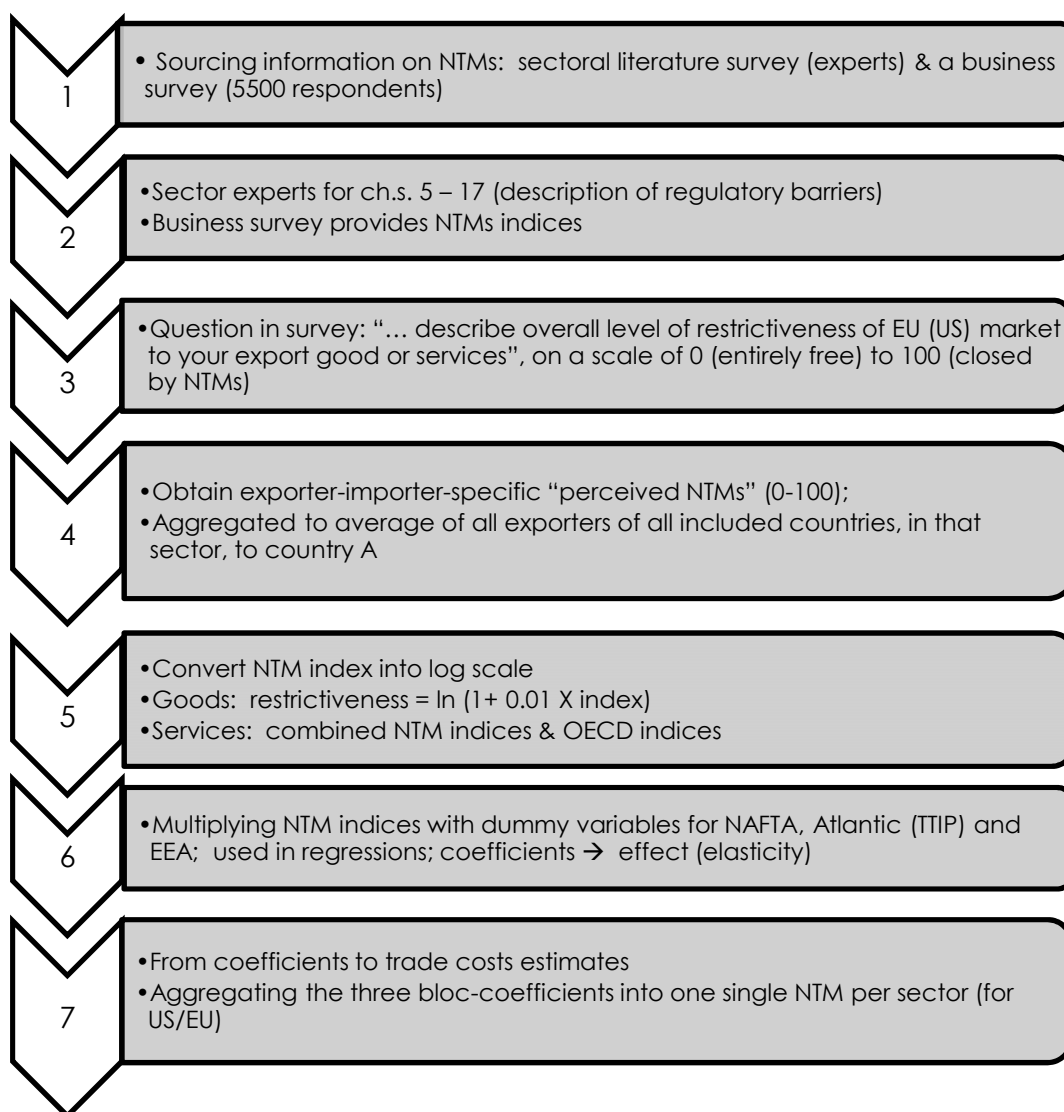 1
• Sourcing information on NTMs: sectoral literature survey (experts) & a business
survey (5500 respondents)
2
•Sector experts for ch.s. 5 – 17 (description of regulatory barriers)
•Business survey provides NTMs indices
3
•Question in survey: “… describe overall level of restrictiveness of EU (US) market
to your export good or services”, on a scale of 0 (entirely free) to 100 (closed
by NTMs)
4
•Obtain exporter-importer-specific “perceived NTMs” (0-100);
•Aggregated to average of all exporters of all included countries, in that
sector, to country A
5
•Convert NTM index into log scale
•Goods: restrictiveness = ln (1+ 0.01 X index)
•Services: combined NTM indices & OECD indices
6
•Multiplying NTM indices with dummy variables for NAFTA, Atlantic (TTIP) and
EEA; used in regressions; coefficients → effect (elasticity)
7
•From coefficients to trade costs estimates
•Aggregating the three bloc-coefficients into one single NTM per sector (for
US/EU)